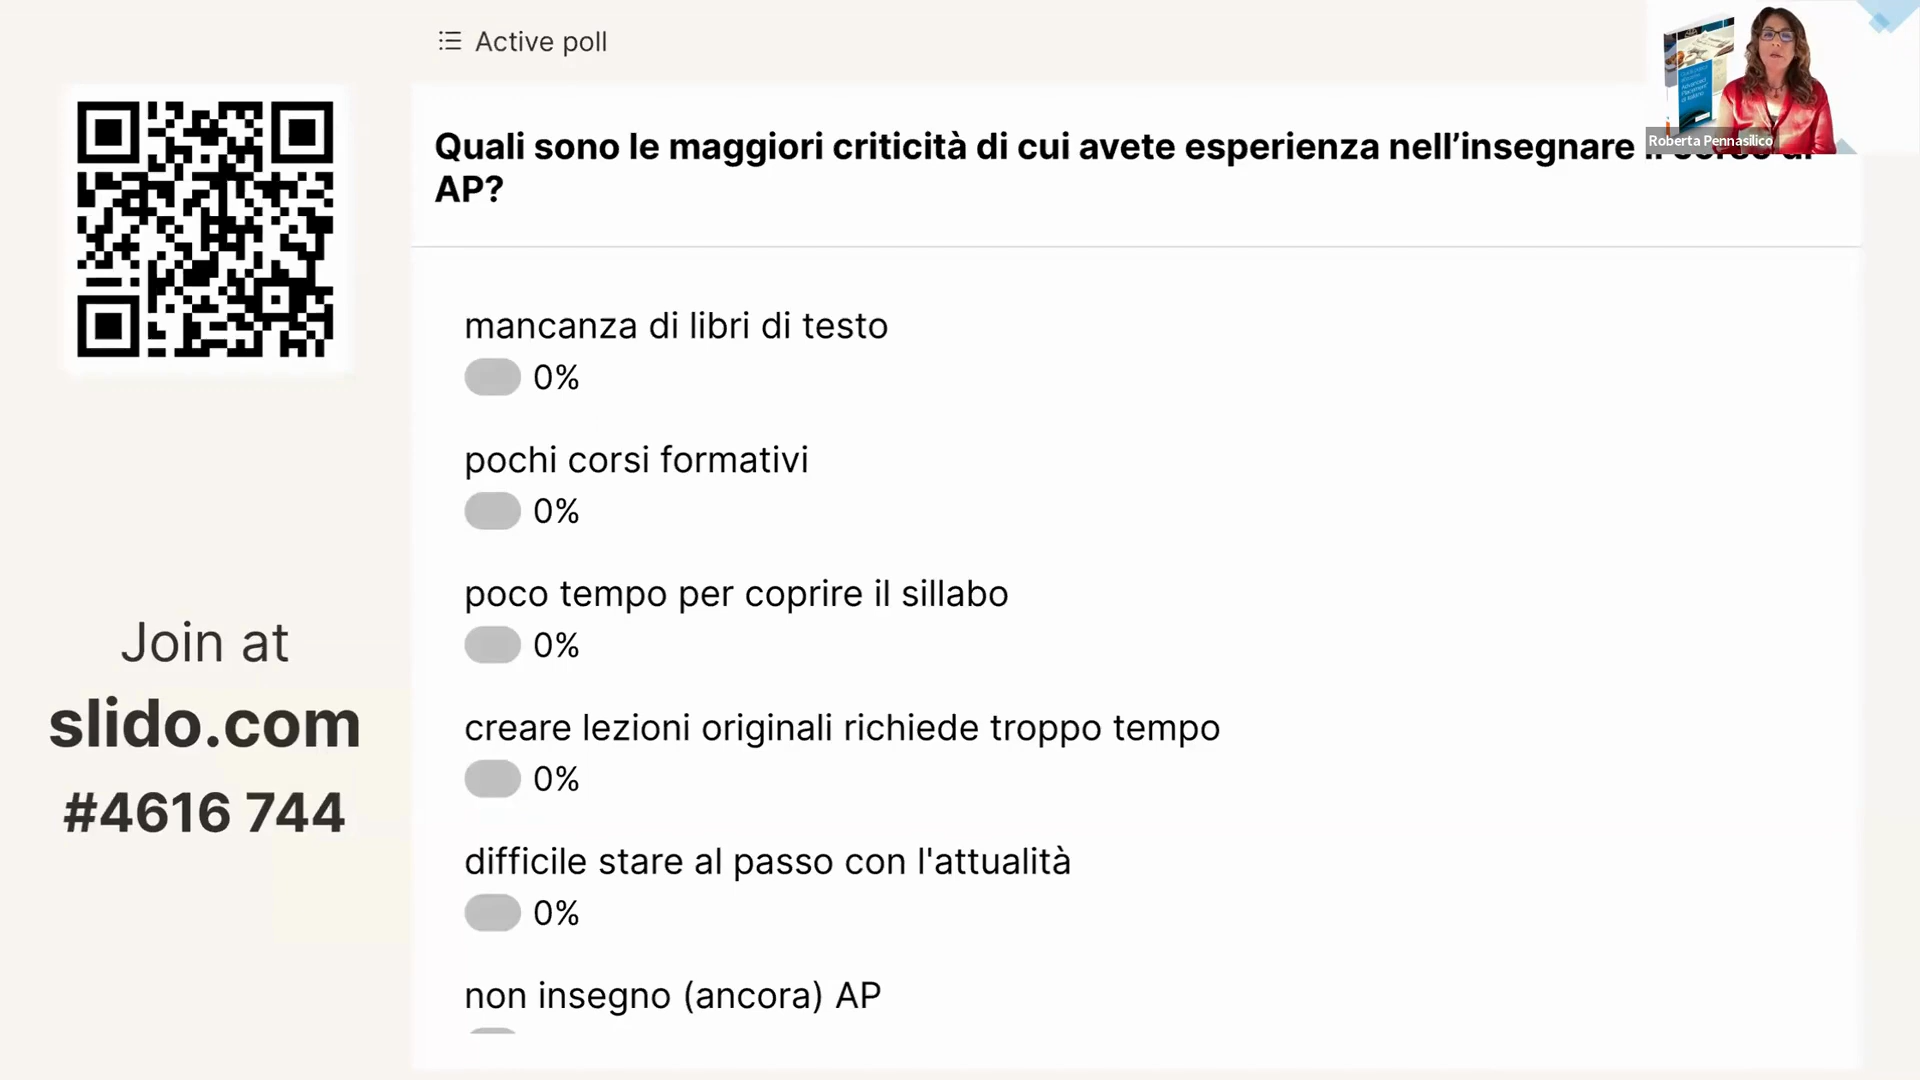 Active poll
Quali sono le maggiori criticità di cui avete esperienza nell’insegnare
AP?
Roberta Pennasilico
Advanced
Placement
mancanza di libri di testo
0%
pochi corsi formativi
0%
poco tempo per coprire il sillabo
0%
creare lezioni originali richiede troppo tempo
0%
difficile stare al passo con l'attualità
0%
non insegno (ancora) AP
Join at
slido.com
#4616 744